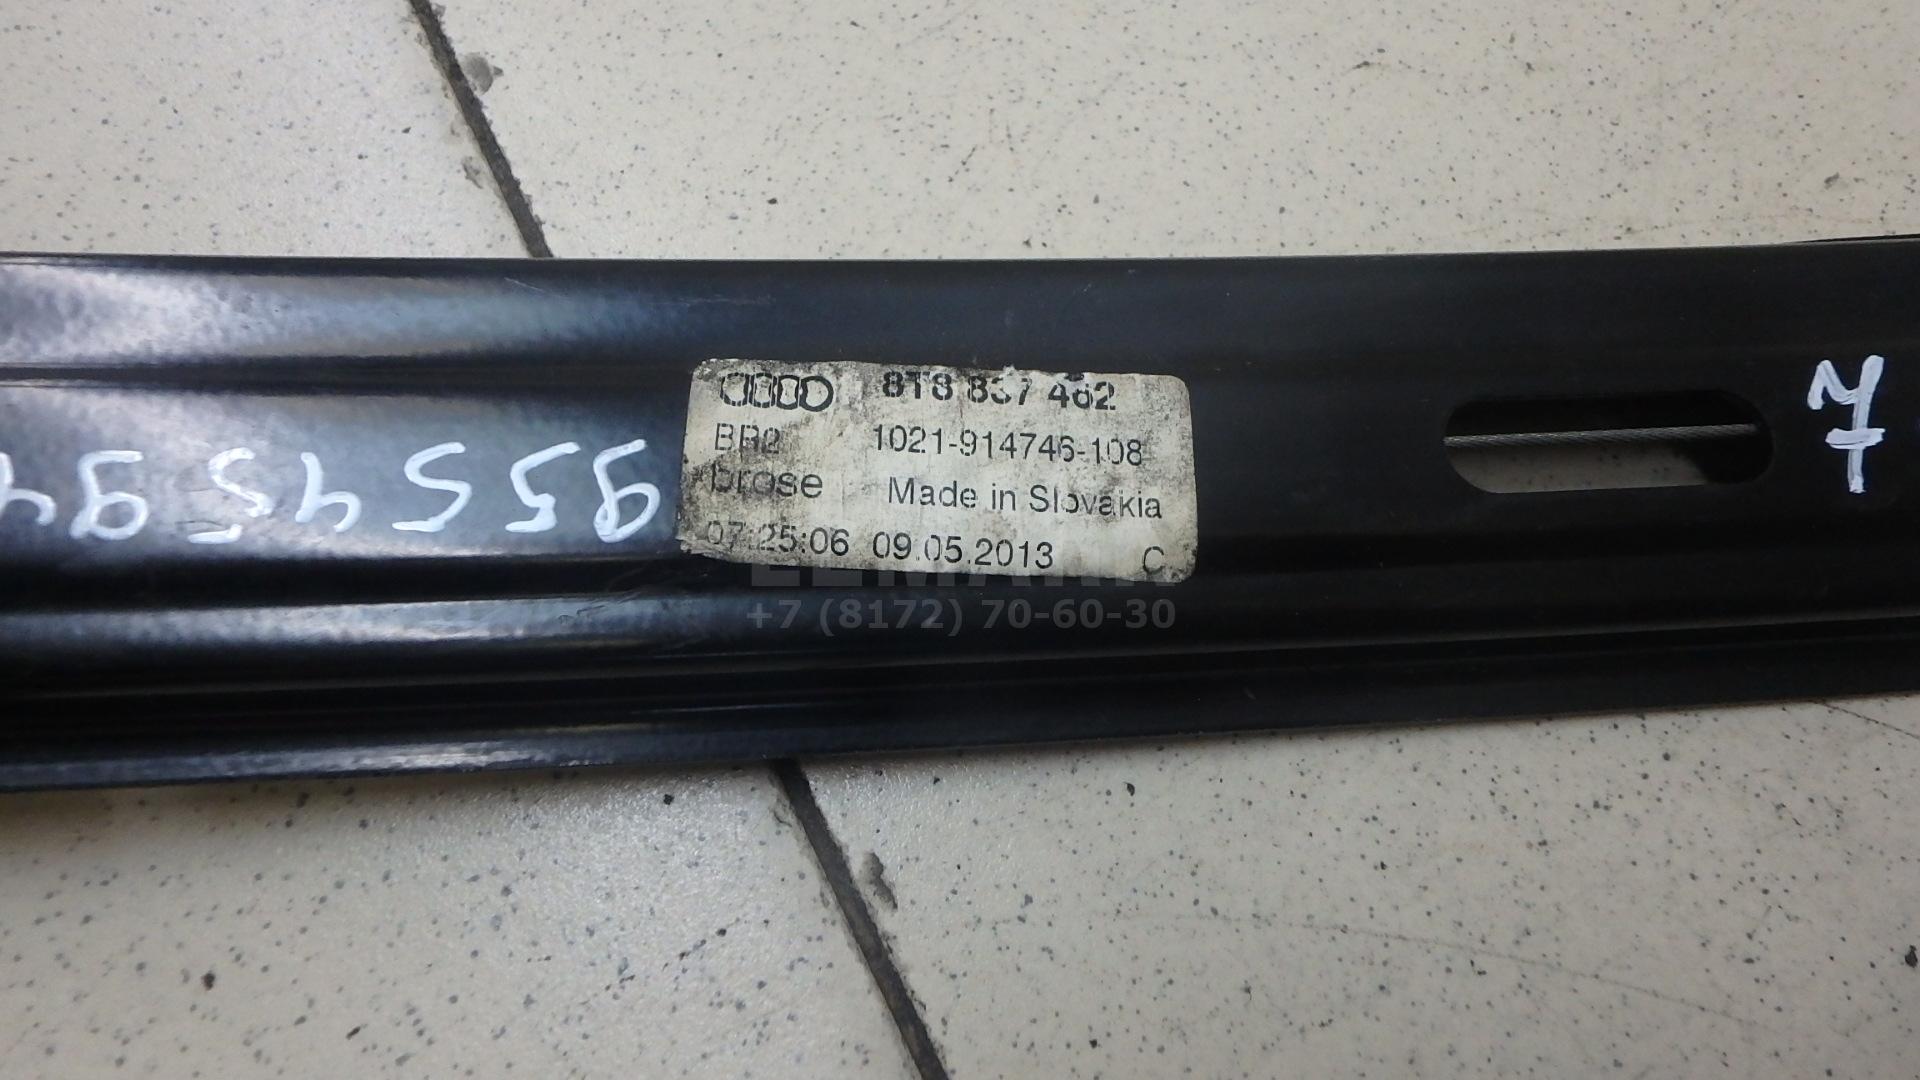 8T8 837 462
BR2 1021-914746-108
brose Made in Slovakia
07:25:06 09.05.2013 C
+7 (8172) 70-60-30
7